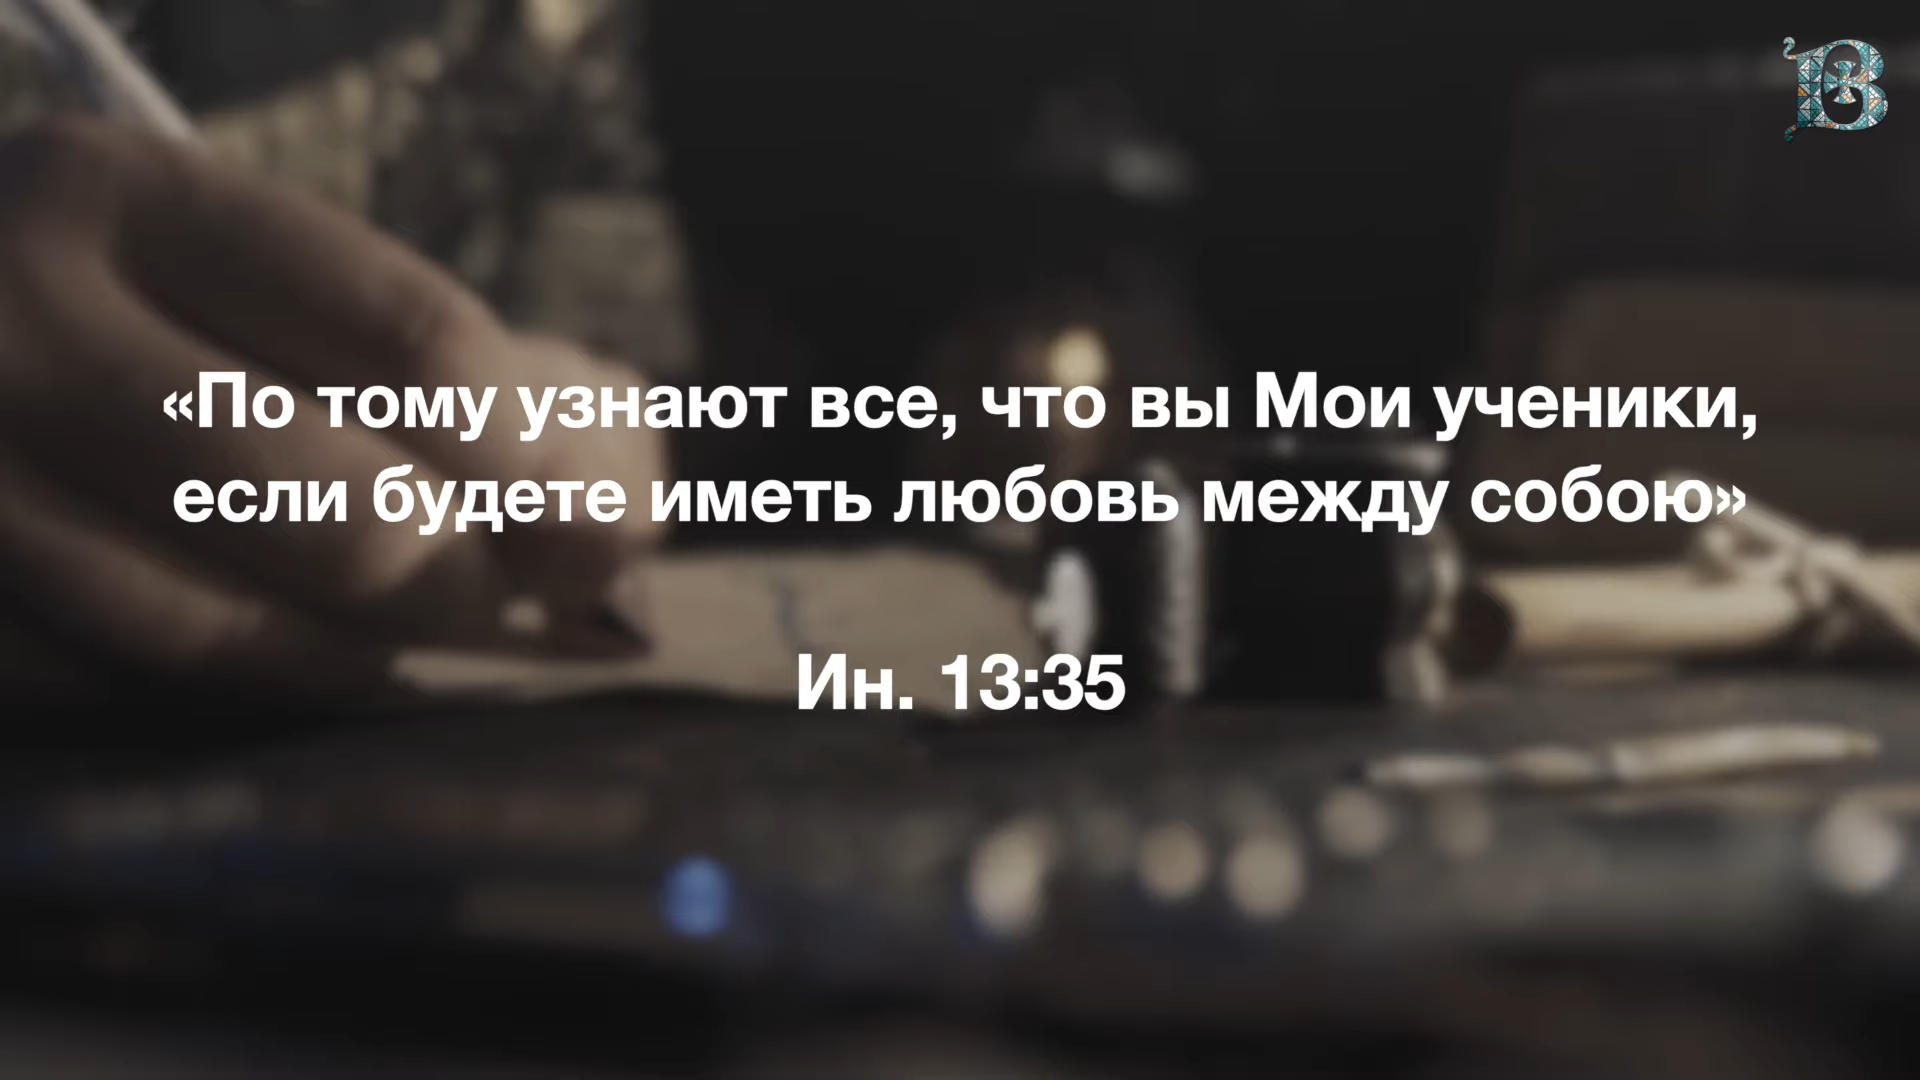 «По тому узнают все, что вы Мои ученики,
если будете иметь любовь между собою»
Ин. 13:35